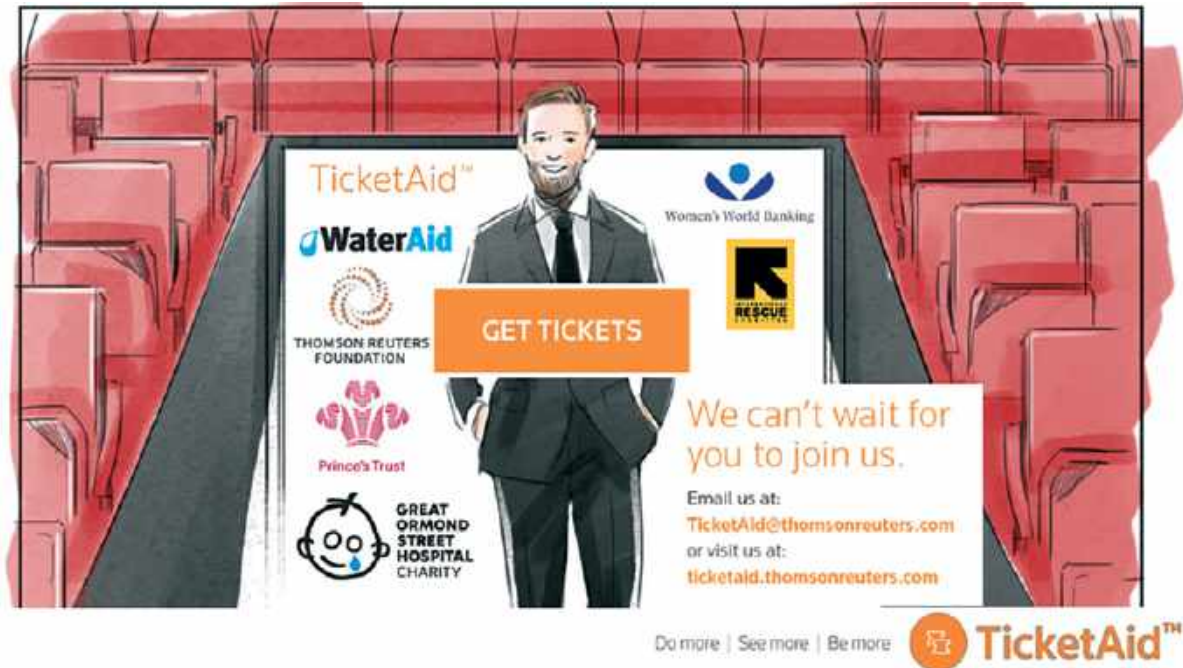 TicketAid™
WaterAid
THOMSON REUTERS
FOUNDATION
Prince's Trust
GREAT
ORMOND
STREET
HOSPITAL
CHARITY
GET TICKETS
Women's World Banking
INTERNATIONAL
RESCUE
COMMITTEE
We can't wait for
you to join us.
Email us at:
TicketAid@thomsonreuters.com
or visit us at:
ticketaid.thomsonreuters.com
Do more | See more | Be more
TicketAid™